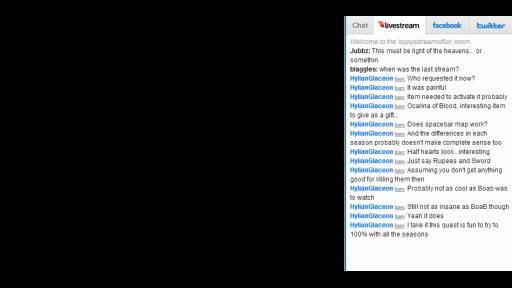 Chat livestream facebook twitter
Welcome to the 'eppystreamoffun' room.
Jubbz: This must be light of the heavens... or
somethin
blaggles: when was the last stream?
HylianGlaceon ban: Who requested it now?
HylianGlaceon ban: It was painful
HylianGlaceon ban: Item needed to activate it probably
HylianGlaceon ban: Ocarina of Blood, interesting item
to give as a gift...
HylianGlaceon ban: Does spacebar map work?
HylianGlaceon ban: And the differences in each
season probably doesn't make complete sense too
HylianGlaceon ban: Half hearts look.. interesting
HylianGlaceon ban: Just say Rupees and Sword
HylianGlaceon ban: Assuming you don't get anything
good for killing them then
HylianGlaceon ban: Probably not as cool as Boab was
to watch
HylianGlaceon ban: Still not as insane as BoaB though
HylianGlaceon ban: Yeah it does
HylianGlaceon ban: I take it this quest is fun to try to
100% with all the seasons